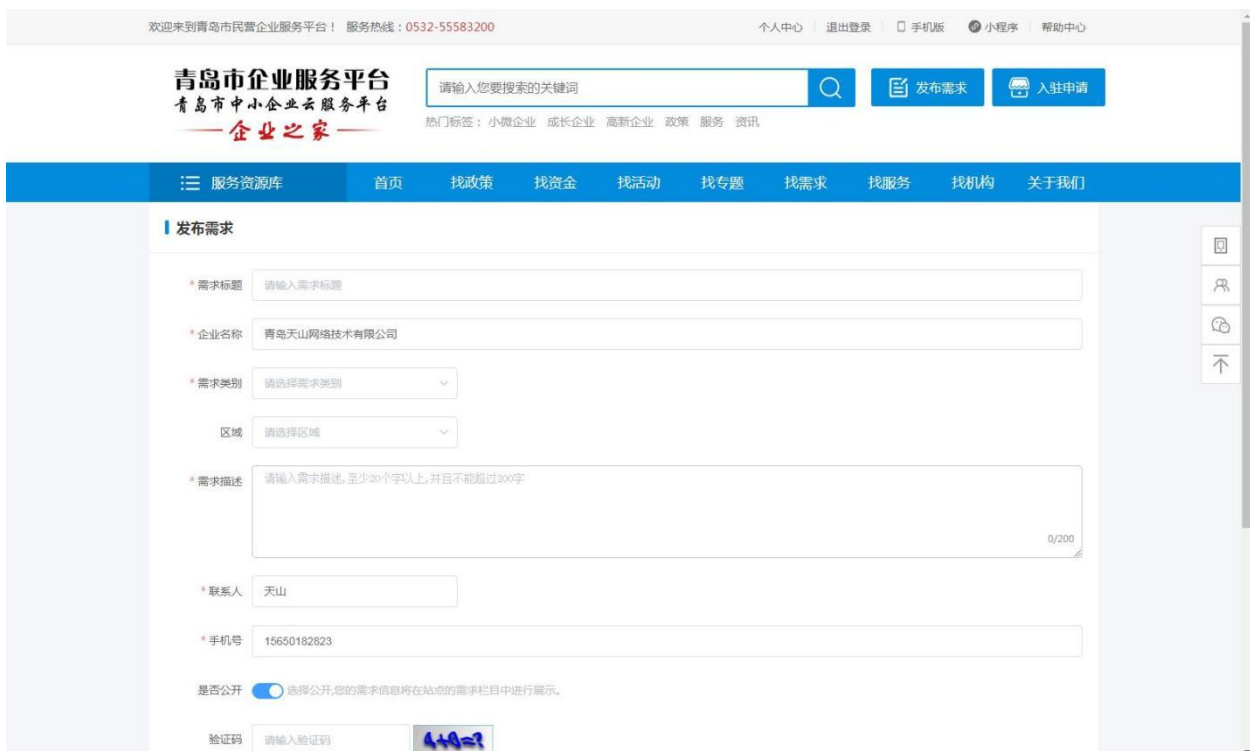 欢迎来到青岛市民营企业服务平台！ 服务热线：0532-55583200 个人中心 退出登录 手机版 小程序 帮助中心
青岛市企业服务平台
青岛市中小企业云服务平台
企业之家
请输入您要搜索的关键词
发布需求 入驻申请
热门标签：小微企业 成长企业 高新企业 政策 服务 资讯
服务资源库 首页 找政策 找资金 找活动 找专题 找需求 找服务 找机构 关于我们
发布需求
* 需求标题 请输入需求标题
* 企业名称 青岛天山网络技术有限公司
* 需求类别 请选择需求类别
区域 请选择区域
* 需求描述 请输入需求描述,至少20个字以上,并且不能超过200字
0/200
* 联系人 天山
* 手机号 15650182823
是否公开 选择公开,您的需求信息将在站点的需求栏目中进行展示。
验证码 请输入验证码